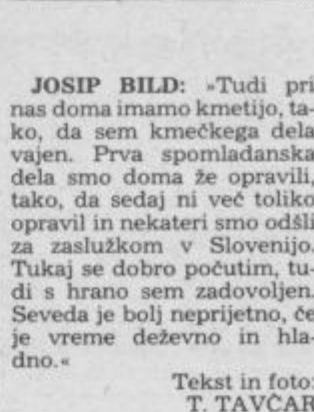 JOSIP BILD: »Tudi pri
nas doma imamo kmetijo, ta-
ko, da sem kmečkega dela
vajen. Prva spomladanska
dela smo doma že opravili,
tako, da sedaj ni več toliko
opravil in nekateri smo odšli
za zaslužkom v Slovenijo.
Tukaj se dobro počutim, tu-
di s hrano sem zadovoljen.
Seveda je bolj neprijetno, če
je vreme deževno in hla-
dno.«
Tekst in foto:
T. TAVČAR